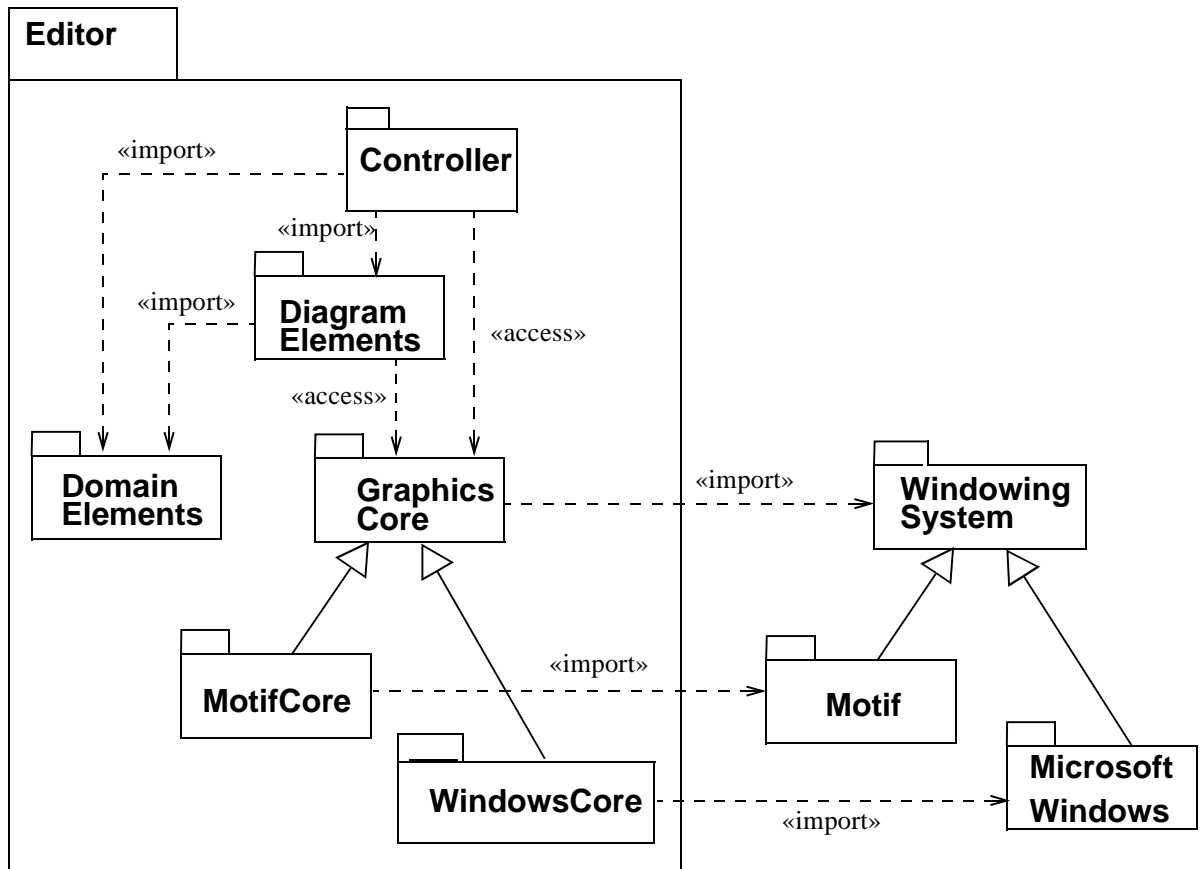 Editor
«import»
Controller
«import»
«import»
Diagram
Elements
«access»
«access»
Domain
Elements
Graphics
Core
«import»
Windowing
System
MotifCore
«import»
Motif
WindowsCore
«import»
Microsoft
Windows